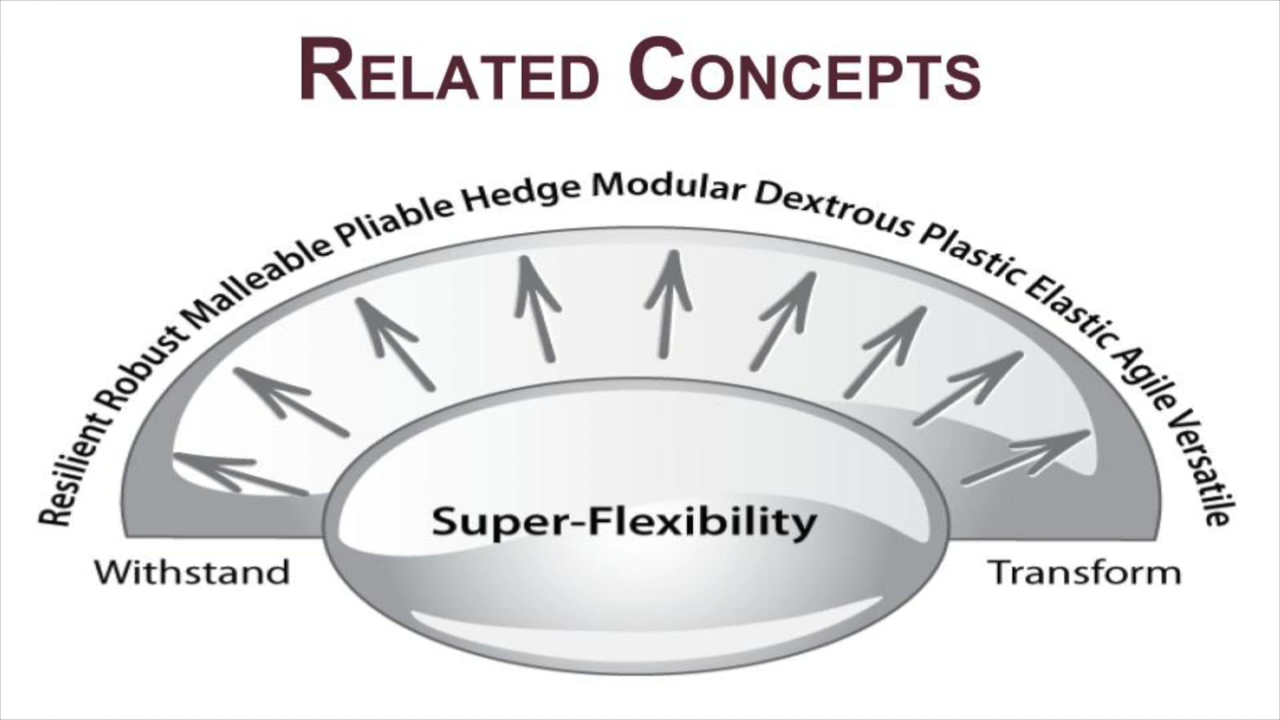 RELATED CONCEPTS
Resilient Robust Malleable Pliable Hedge Modular Dextrous Plastic Elastic Agile Versatile
Super-Flexibility
Withstand
Transform